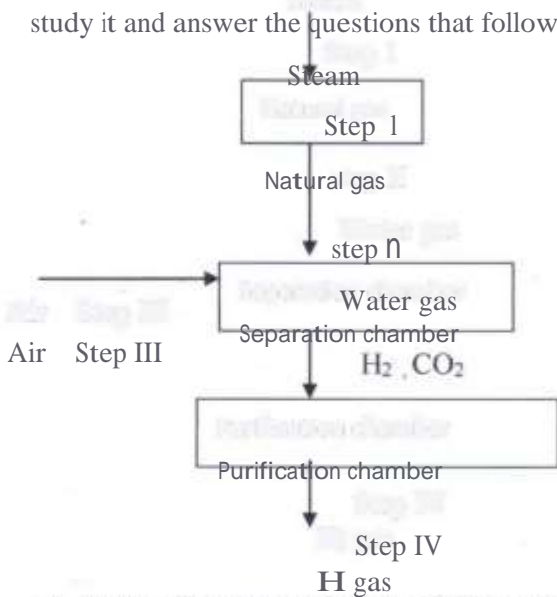 study it and answer the questions that follow
Steam
Step 1
Natural gas
step n
Water gas
Separation chamber
Air Step III
H₂ , CO₂
Purification chamber
Step IV
H gas